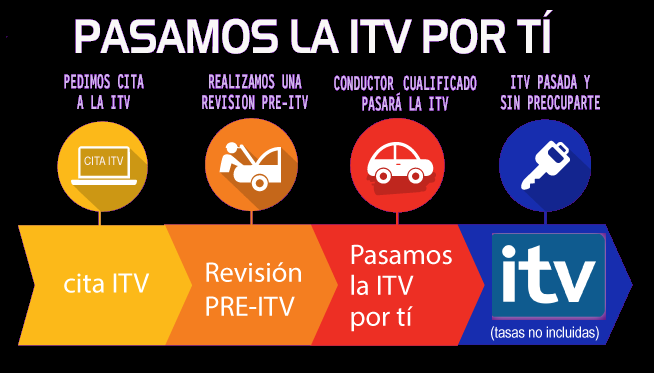 PASAMOS LA ITV POR TÍ
PEDIMOS CITA
A LA ITV
REALIZAMOS UNA
REVISION PRE-ITV
CONDUCTOR CUALIFICADO
PASARÁ LA ITV
ITV PASADA Y
SIN PREOCUPARTE
CITA ITV
cita ITV
Revisión
PRE-ITV
Pasamos
la ITV
por tí
itv
(tasas no incluidas)